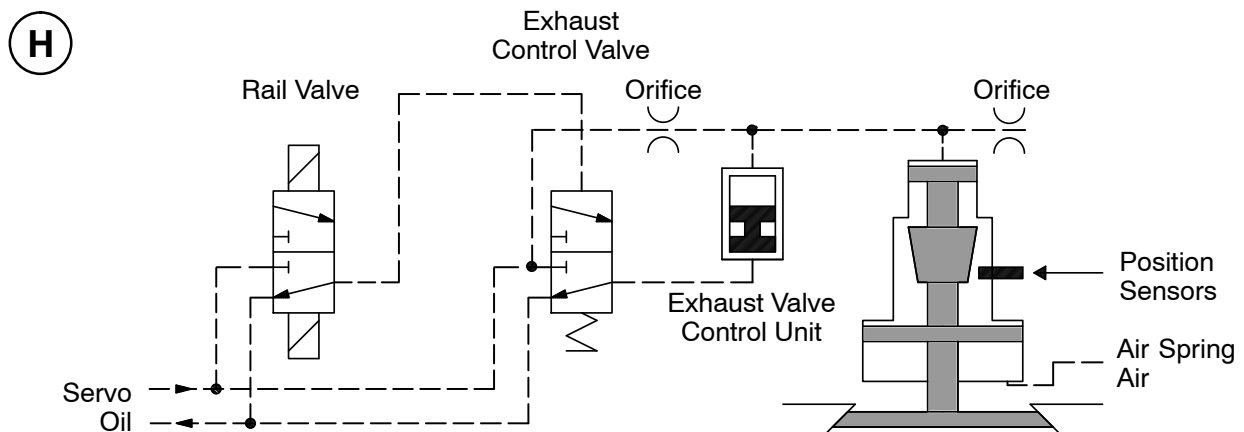 H
Exhaust
Control Valve
Rail Valve
Orifice
Orifice
Position
Sensors
Exhaust Valve
Control Unit
Air Spring
Air
Servo
Oil